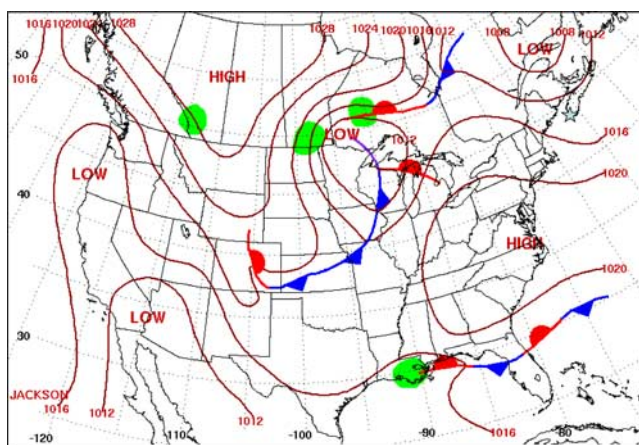 1016 1020 1024 1028 1028 1024 1020 1016 1012 1008 1008 1012
LOW
50
1016
HIGH
LOW
1012
1016
LOW
1020
40
HIGH
1020
LOW
30
JACKSON
1016 1012 1012 1016
-120 -110 -100 -90 -80